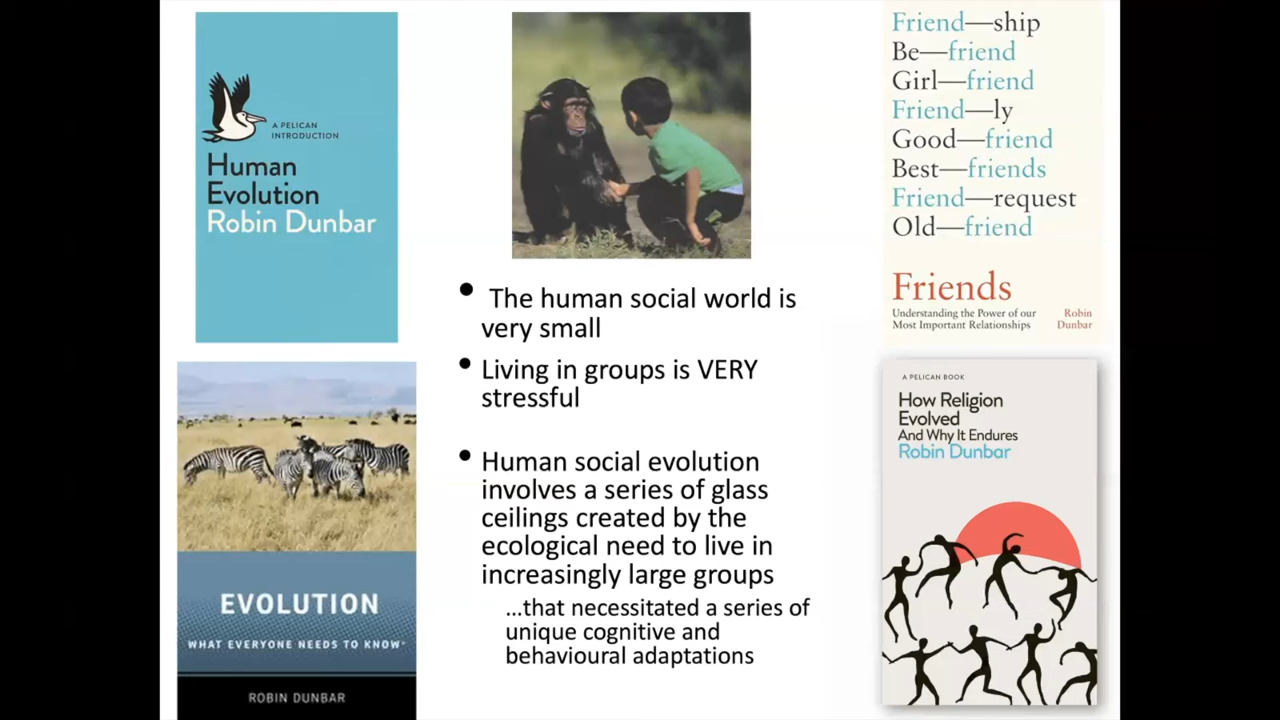 A PELICAN
INTRODUCTION
Human
Evolution
Robin Dunbar
EVOLUTION
WHAT EVERYONE NEEDS TO KNOW®
ROBIN DUNBAR
• The human social world is
very small
• Living in groups is VERY
stressful
• Human social evolution
involves a series of glass
ceilings created by the
ecological need to live in
increasingly large groups
...that necessitated a series of
unique cognitive and
behavioural adaptations
Friend—ship
Be—friend
Girl—friend
Friend—ly
Good—friend
Best—friends
Friend—request
Old—friend
Friends
Understanding the Power of our
Most Important Relationships
Robin
Dunbar
A PELICAN BOOK
How Religion
Evolved
And Why It Endures
Robin Dunbar